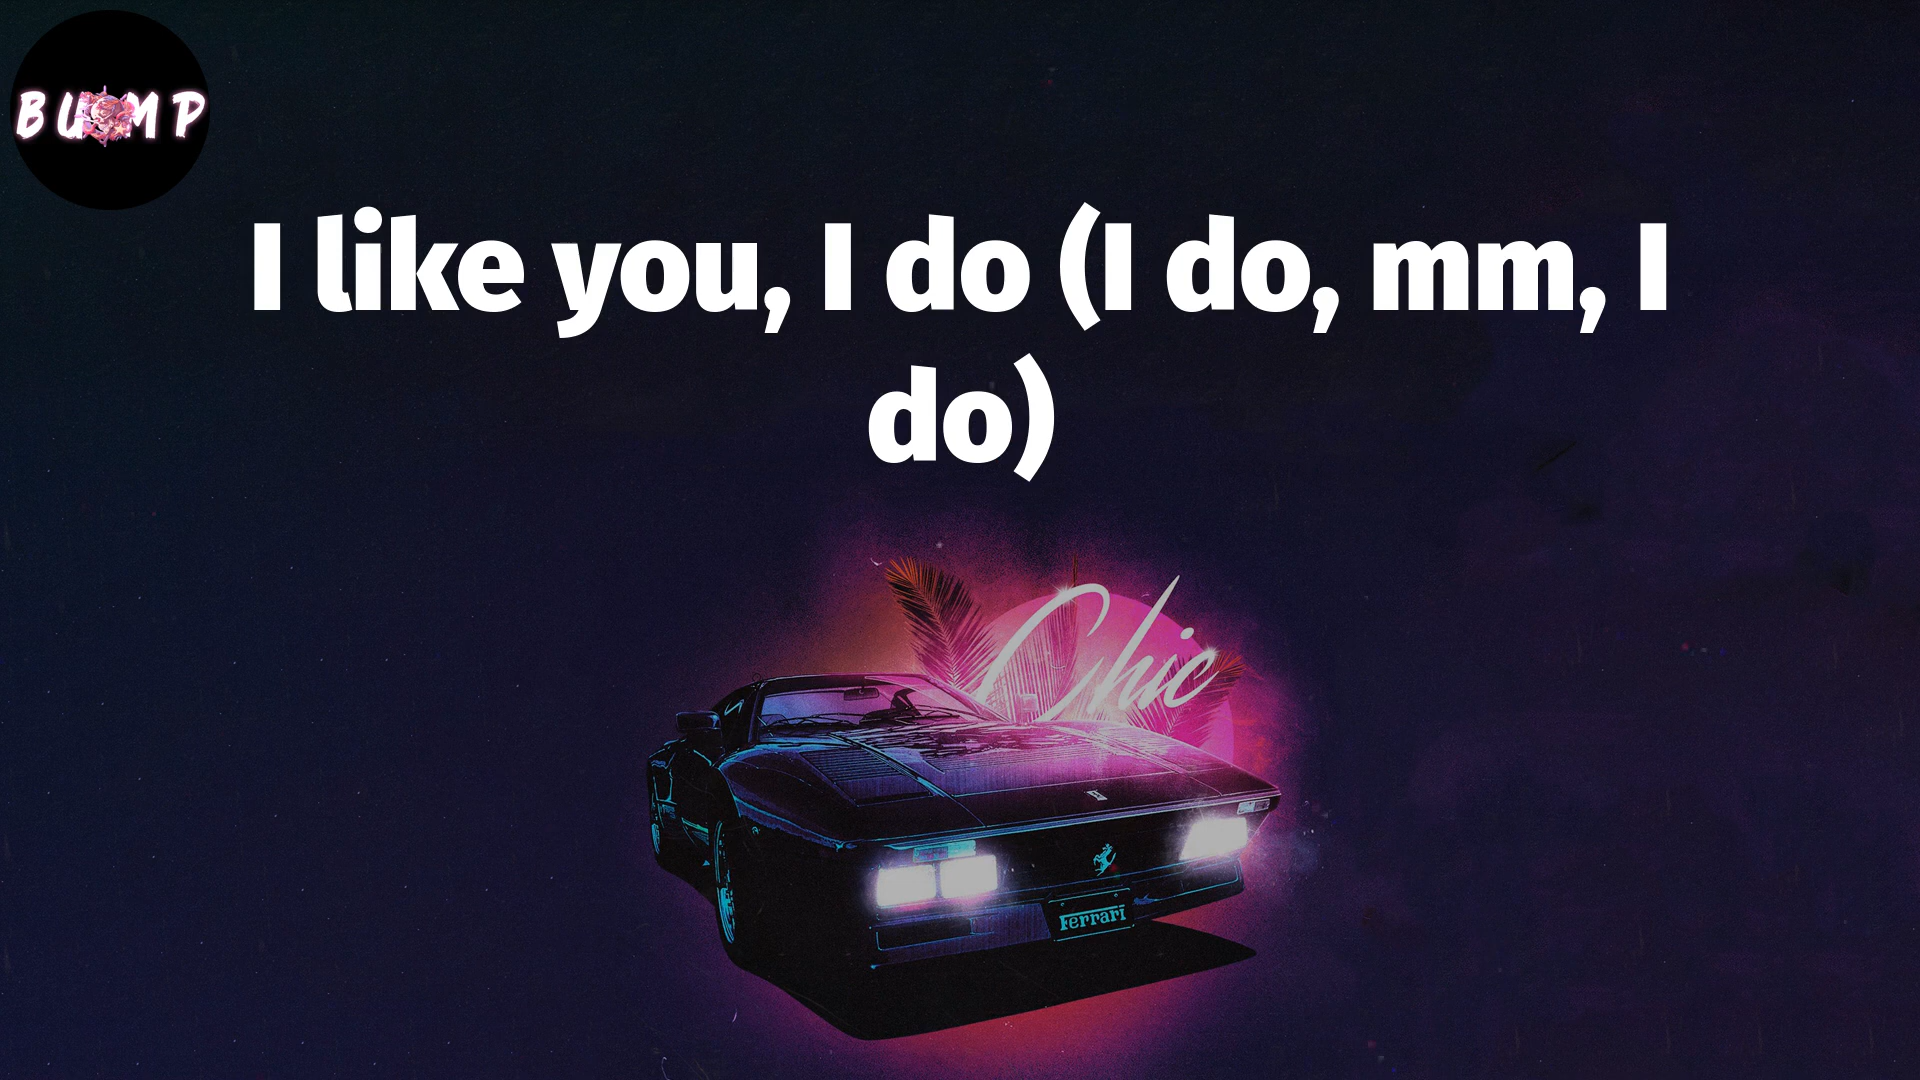 BUMP
I like you, I do (I do, mm, I
do)
Chic
Ferrari